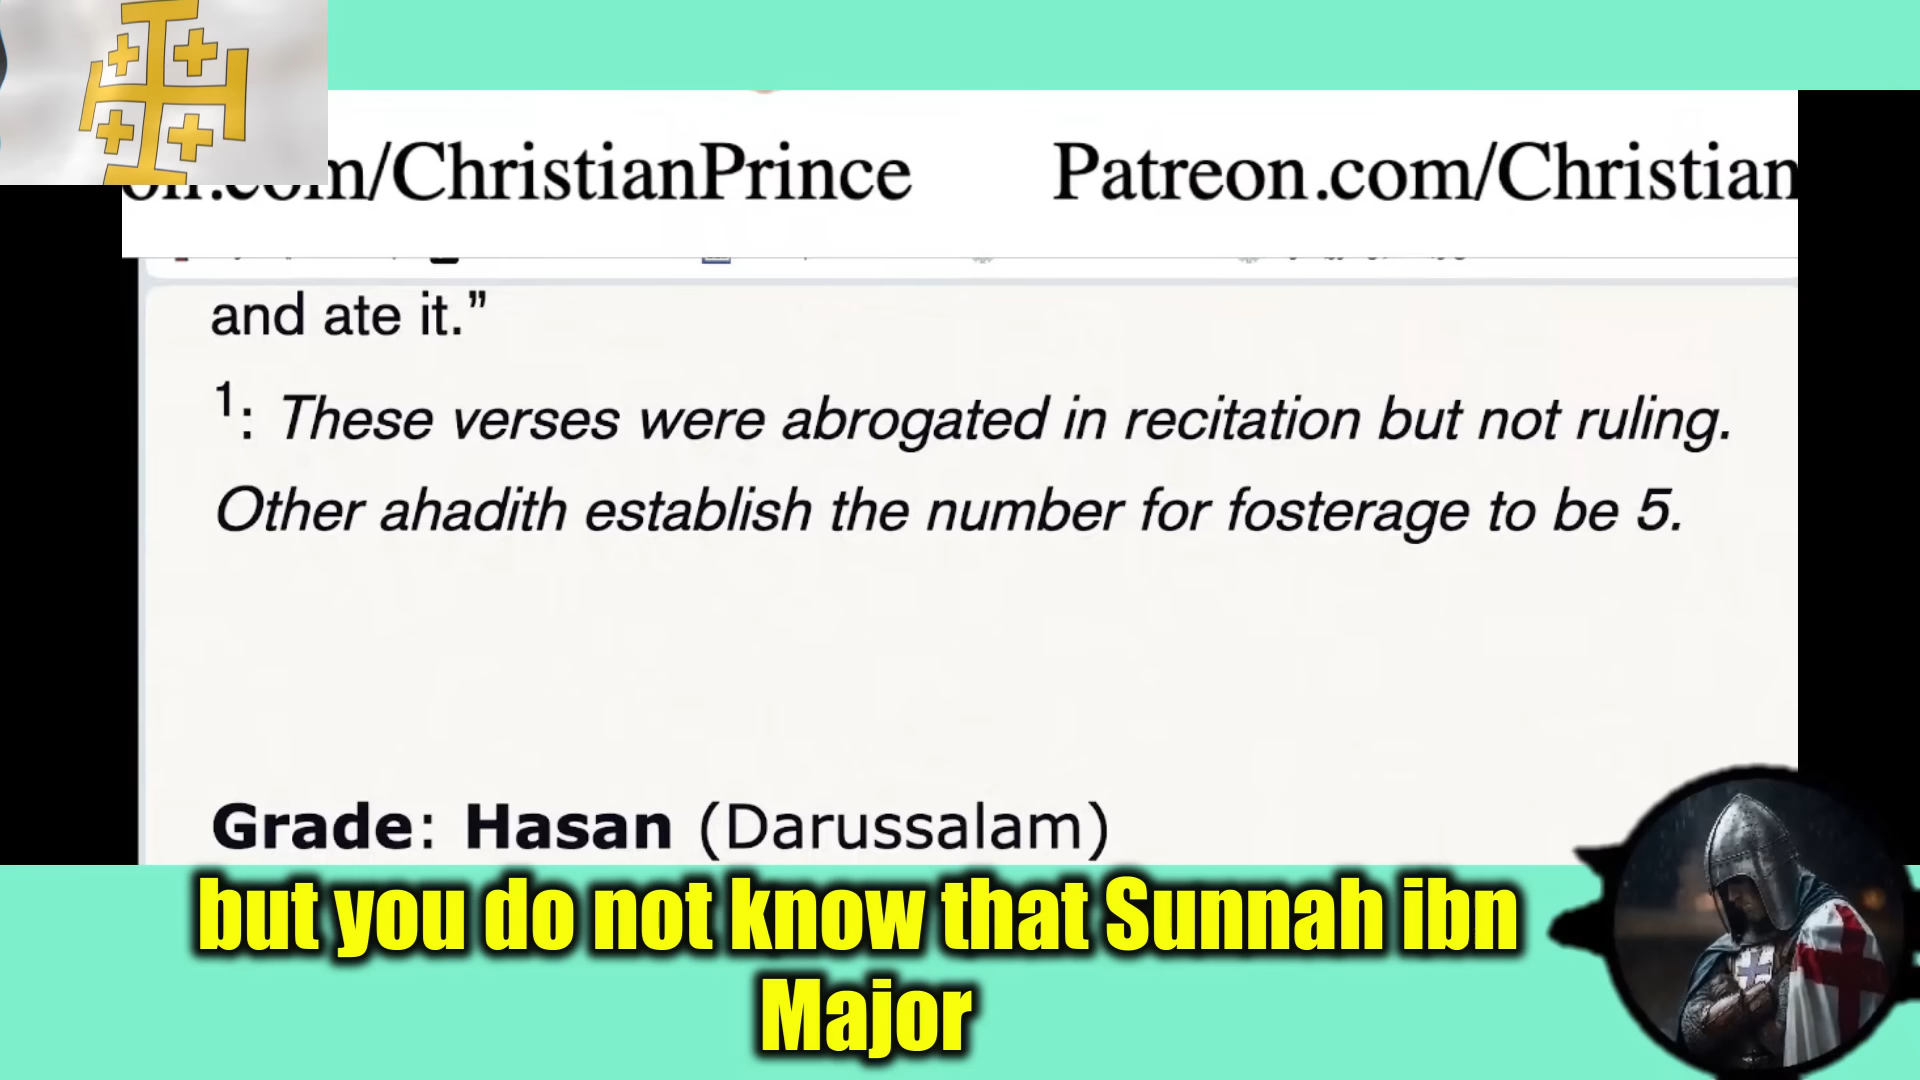 on.com/ChristianPrince Patreon.com/Christian
and ate it.”
1: These verses were abrogated in recitation but not ruling.
Other ahadith establish the number for fosterage to be 5.
Grade: Hasan (Darussalam)
but you do not know that Sunnah ibn
Major